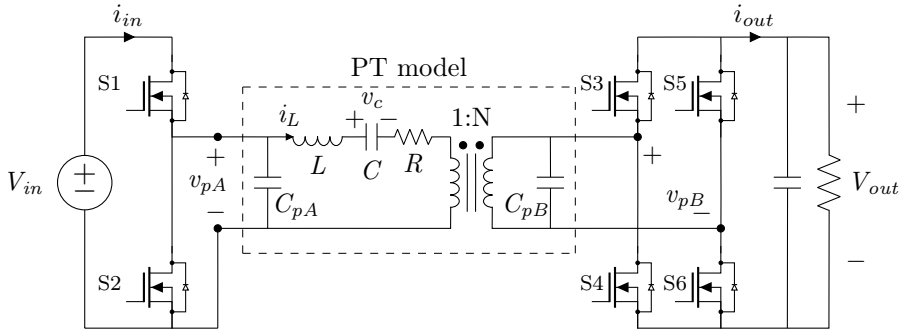 i_in
i_out
PT model
S1
S3
S5
v_c
1:N
i_L
+
−
+
+
+
L
C
R
V_in
+
−
v_pA
C_pA
C_pB
v_pB
V_out
−
−
S2
S4
S6
−